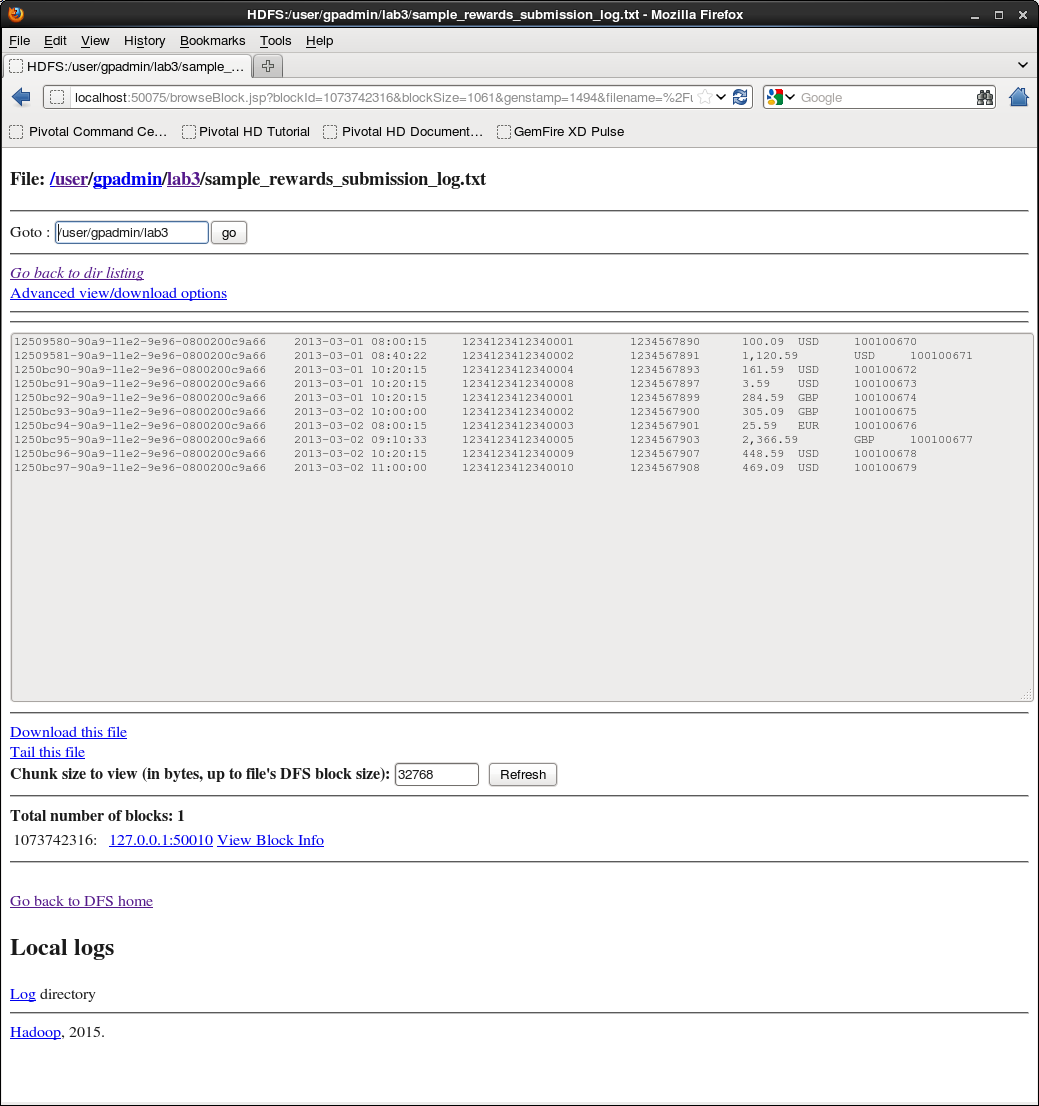 HDFS:/user/gpadmin/lab3/sample_rewards_submission_log.txt - Mozilla Firefox
File Edit View History Bookmarks Tools Help
HDFS:/user/gpadmin/lab3/sample_...
localhost:50075/browseBlock.jsp?blockId=1073742316&blockSize=1061&genstamp=1494&filename=%2Fu
Google
Pivotal Command Ce... Pivotal HD Tutorial Pivotal HD Document... GemFire XD Pulse
File: /user/gpadmin/lab3/sample_rewards_submission_log.txt
Goto : /user/gpadmin/lab3 go
Go back to dir listing
Advanced view/download options
12509580-90a9-11e2-9e96-0800200c9a66 2013-03-01 08:00:15 1234123412340001 1234567890 100.09 USD 100100670
12509581-90a9-11e2-9e96-0800200c9a66 2013-03-01 08:40:22 1234123412340002 1234567891 1,120.59 USD 100100671
1250bc90-90a9-11e2-9e96-0800200c9a66 2013-03-01 10:20:15 1234123412340004 1234567893 161.59 USD 100100672
1250bc91-90a9-11e2-9e96-0800200c9a66 2013-03-01 10:20:15 1234123412340008 1234567897 3.59 USD 100100673
1250bc92-90a9-11e2-9e96-0800200c9a66 2013-03-01 10:20:15 1234123412340001 1234567899 284.59 GBP 100100674
1250bc93-90a9-11e2-9e96-0800200c9a66 2013-03-02 10:00:00 1234123412340002 1234567900 305.09 GBP 100100675
1250bc94-90a9-11e2-9e96-0800200c9a66 2013-03-02 08:00:15 1234123412340003 1234567901 25.59 EUR 100100676
1250bc95-90a9-11e2-9e96-0800200c9a66 2013-03-02 09:10:33 1234123412340005 1234567903 2,366.59 GBP 100100677
1250bc96-90a9-11e2-9e96-0800200c9a66 2013-03-02 10:20:15 1234123412340009 1234567907 448.59 USD 100100678
1250bc97-90a9-11e2-9e96-0800200c9a66 2013-03-02 11:00:00 1234123412340010 1234567908 469.09 USD 100100679
Download this file
Tail this file
Chunk size to view (in bytes, up to file's DFS block size): 32768 Refresh
Total number of blocks: 1
1073742316: 127.0.0.1:50010 View Block Info
Go back to DFS home
Local logs
Log directory
Hadoop, 2015.